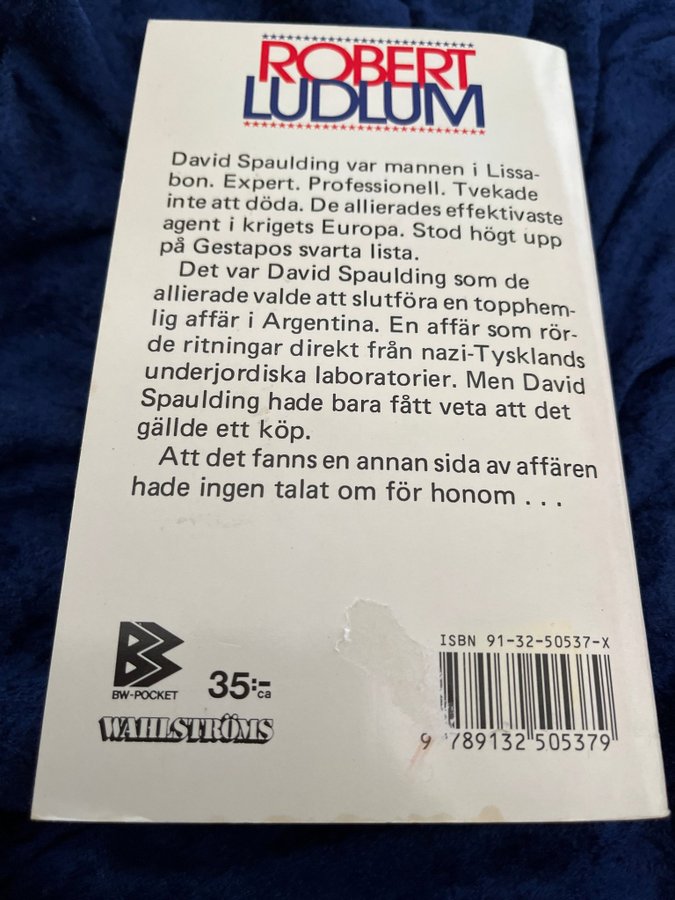 ROBERT
LUDLUM
David Spaulding var mannen i Lissa-
bon. Expert. Professionell. Tvekade
inte att döda. De allierades effektivaste
agent i krigets Europa. Stod högt upp
på Gestapos svarta lista.
Det var David Spaulding som de
allierade valde att slutföra en topphem-
lig affär i Argentina. En affär som rör-
de ritningar direkt från nazi-Tysklands
underjordiska laboratorier. Men David
Spaulding hade bara fått veta att det
gällde ett köp.
Att det fanns en annan sida av affären
hade ingen talat om för honom . . .
ISBN 91-32-50537-X
BW-POCKET
35:-
ca
WAHLSTRÖMS
9 789132 505379